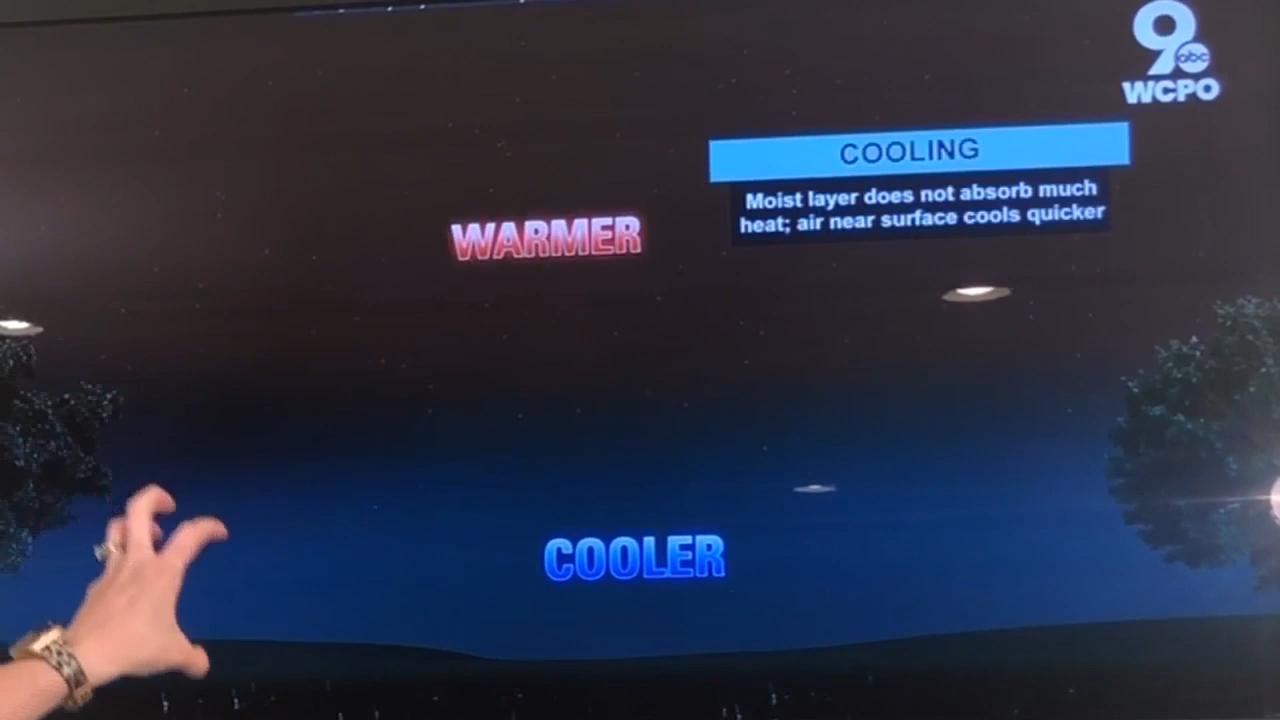 9
abc
WCPO
COOLING
Moist layer does not absorb much
heat; air near surface cools quicker
WARMER
COOLER